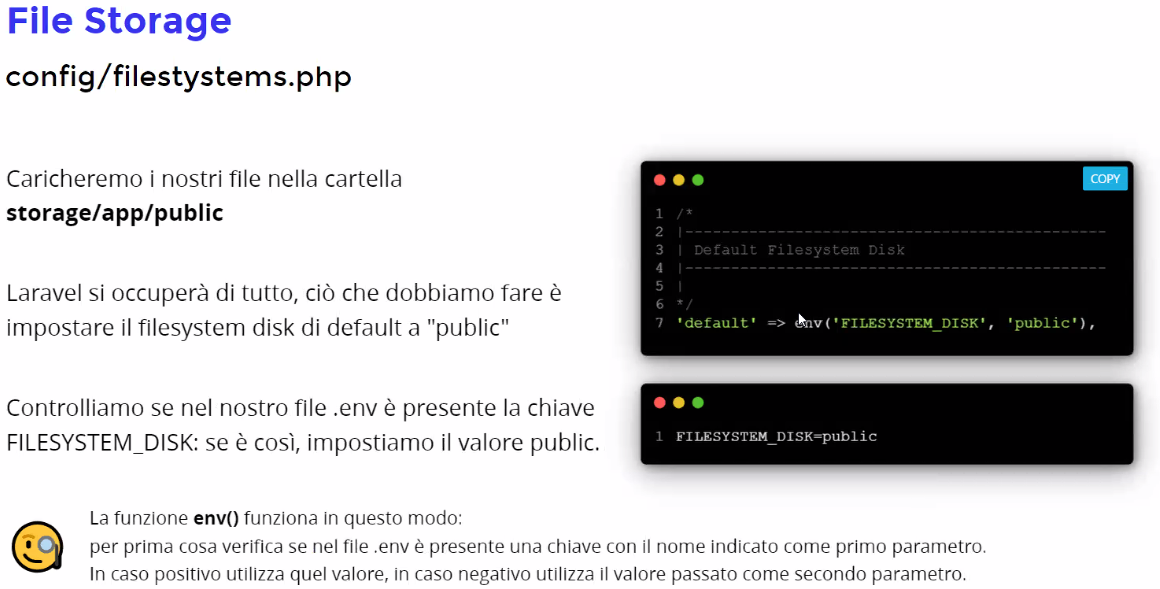 File Storage
config/filestystems.php
Caricheremo i nostri file nella cartella
storage/app/public
Laravel si occuperà di tutto, ciò che dobbiamo fare è
impostare il filesystem disk di default a "public"
Controlliamo se nel nostro file .env è presente la chiave
FILESYSTEM_DISK: se è così, impostiamo il valore public.
COPY
1 /*
2 |----------------------------------------------
3 | Default Filesystem Disk
4 |----------------------------------------------
5 |
6 */
7 'default' => env('FILESYSTEM_DISK', 'public'),
1 FILESYSTEM_DISK=public
La funzione env() funziona in questo modo:
per prima cosa verifica se nel file .env è presente una chiave con il nome indicato come primo parametro.
In caso positivo utilizza quel valore, in caso negativo utilizza il valore passato come secondo parametro.